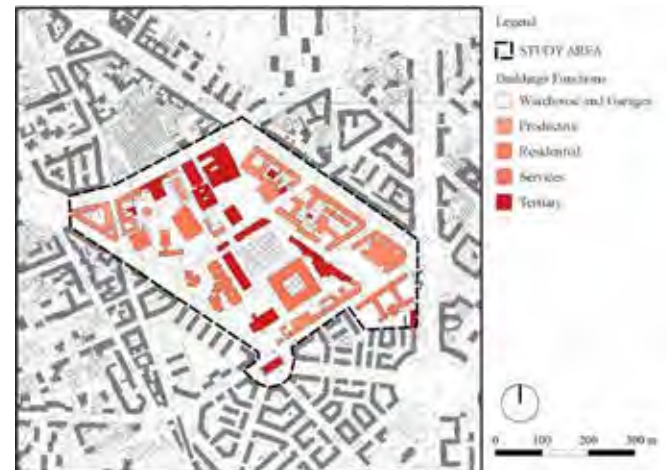 Legend
STUDY AREA
Buildings Functions
Warehouse and Garages
Productive
Residential
Services
Tertiary
0 100 200 300 m